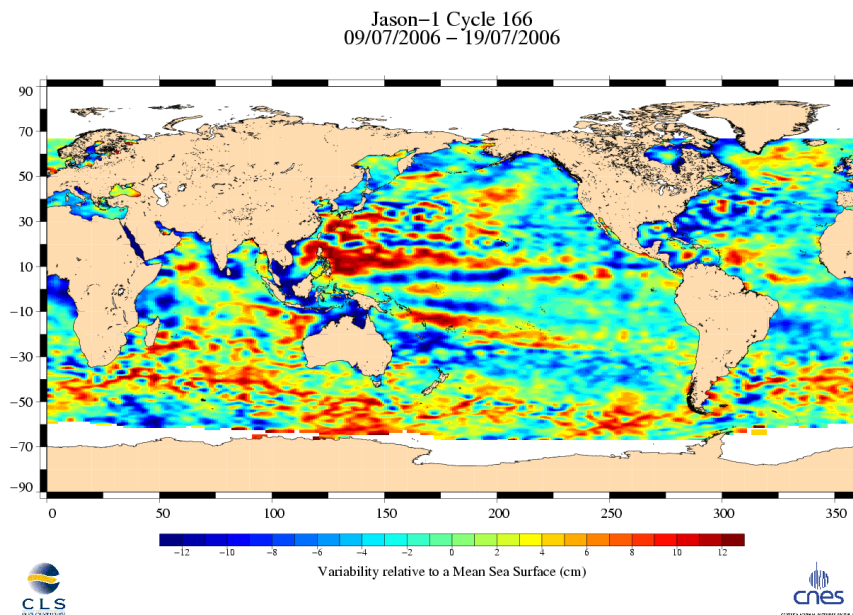 Jason−1 Cycle 166
09/07/2006 − 19/07/2006
90
70
50
30
10
−10
−30
−50
−70
−90
0 50 100 150 200 250 300 350
−12 −10 −8 −6 −4 −2 0 2 4 6 8 10 12
Variability relative to a Mean Sea Surface (cm)
CLS
cnes